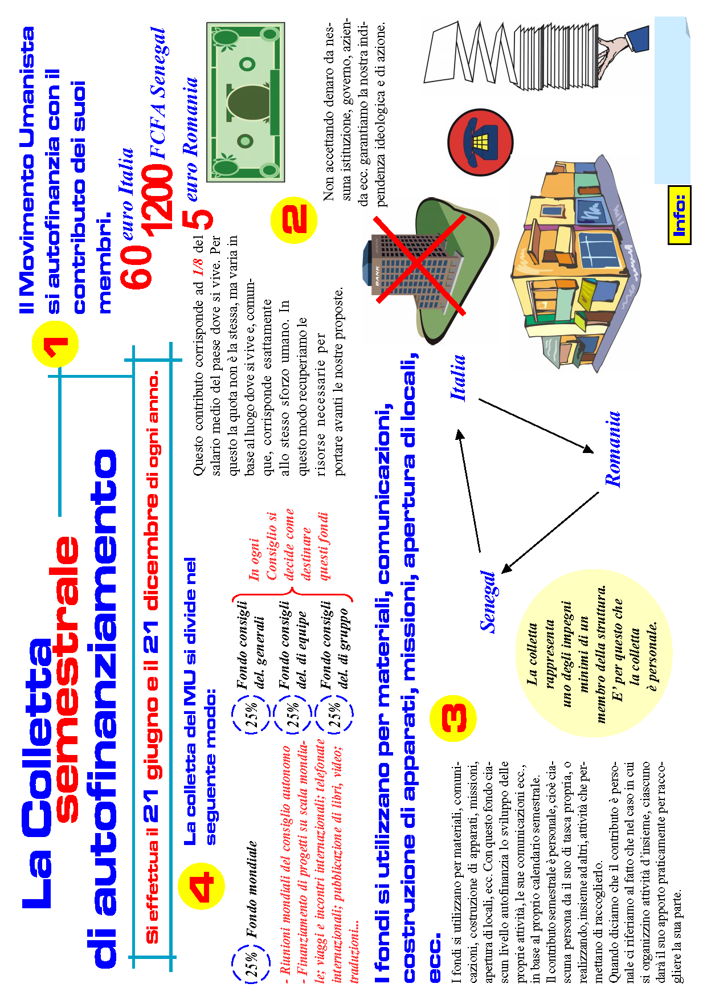 La Colletta
semestrale
di autofinanziamento
Si effettua il 21 giugno e il 21 dicembre di ogni anno.
1
Il Movimento Umanista
si autofinanzia con il
contributo dei suoi
membri.
60 euro Italia
1200 FCFA Senegal
5 euro Romania
Questo contributo corrisponde ad 1/8 del
salario medio del paese dove si vive. Per
questo la quota non è la stessa, ma varia in
base al luogo dove si vive e, comun-
que, corrisponde esattamente
allo stesso sforzo umano. In
questo modo recuperiamo le
risorse necessarie per
portare avanti le nostre proposte.
2
Non accettando denaro da nes-
suna istituzione, governo, azien-
da ecc. garantiamo la nostra indi-
pendenza ideologica e di azione.
BANK
4
La colletta del MU si divide nel
seguente modo:
25% Fondo mondiale
- Riunioni mondiali del consiglio autonomo
- Finanziamento di progetti su scala mondia-
le; viaggi e incontri internazionali; telefonate
internazionali; pubblicazione di libri, video;
traduzioni...
25% Fondo consigli
del. generali
25% Fondo consigli
del. di equipe
25% Fondo consigli
del. di gruppo
In ogni
Consiglio si
decide come
destinare
questi fondi
I fondi si utilizzano per materiali, comunicazioni,
costruzione di apparati, missioni, apertura di locali,
ecc.
3
I fondi si utilizzano per materiali, comuni-
cazioni, costruzione di apparati, missioni,
apertura di locali, ecc. Con questo fondo cia-
scun livello autofinanzia lo sviluppo delle
proprie attività, le sue comunicazioni ecc.,
in base al proprio calendario semestrale.
Il contributo semestrale è personale, cioè cia-
scuna persona da il suo di tasca propria, o
realizzando, insieme ad altri, attività che per-
mettano di raccoglierlo.
Quando diciamo che il contributo è perso-
nale ci riferiamo al fatto che nel caso in cui
si organizzino attività d'insieme, ciascuno
darà il suo apporto praticamente per racco-
gliere la sua parte.
La colletta
rappresenta
uno degli impegni
minimi di un
membro della struttura.
E' per questo che
la colletta
è personale.
Senegal
Italia
Romania
Info: